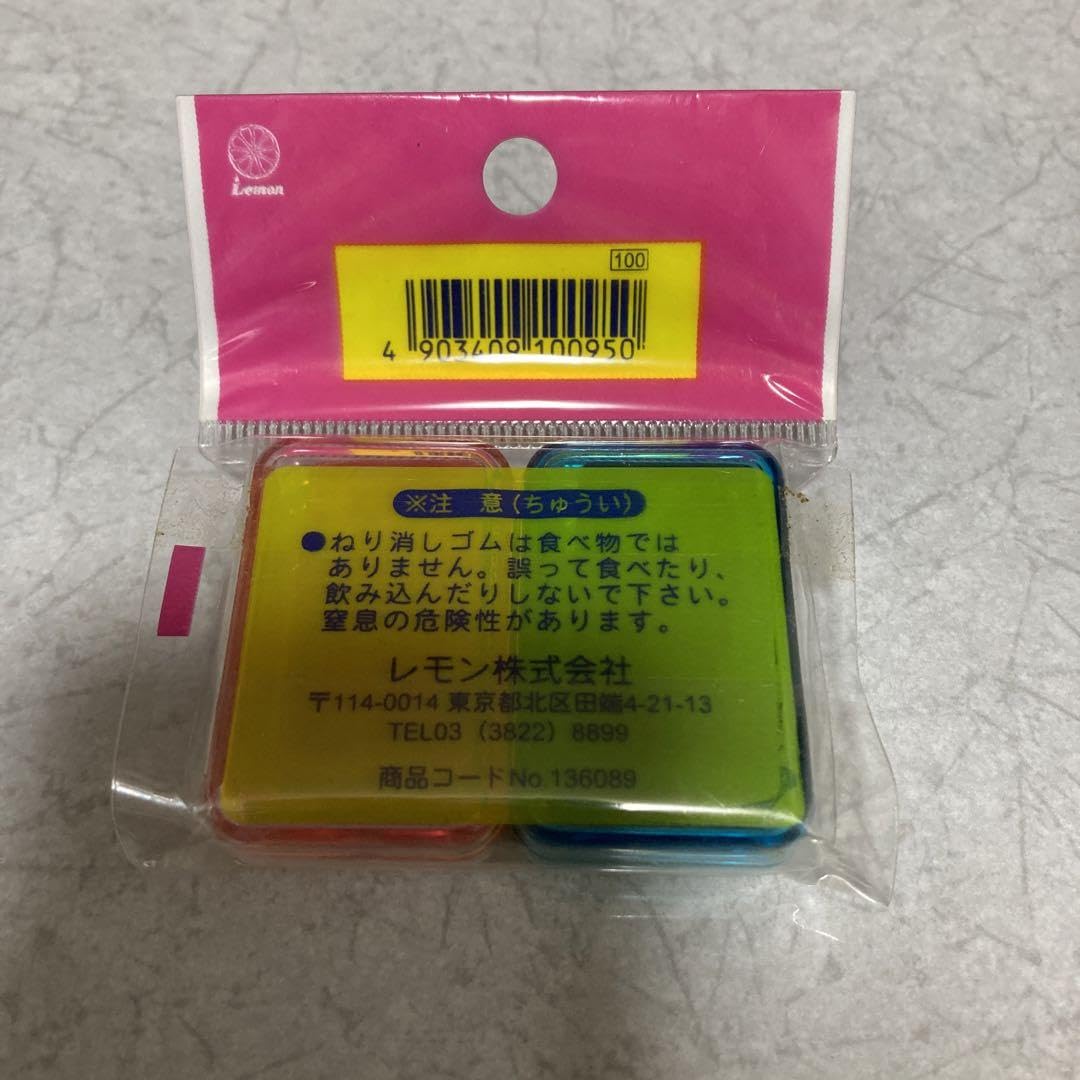 Lemon
100
4 903409 100950
※注 意(ちゅうい)
●ねり消しゴムは食べ物では
ありません。誤って食べたり、
飲み込んだりしないで下さい。
窒息の危険性があります。
レモン株式会社
〒114-0014 東京都北区田端4-21-13
TEL03 (3822) 8899
商品コードNo.136089